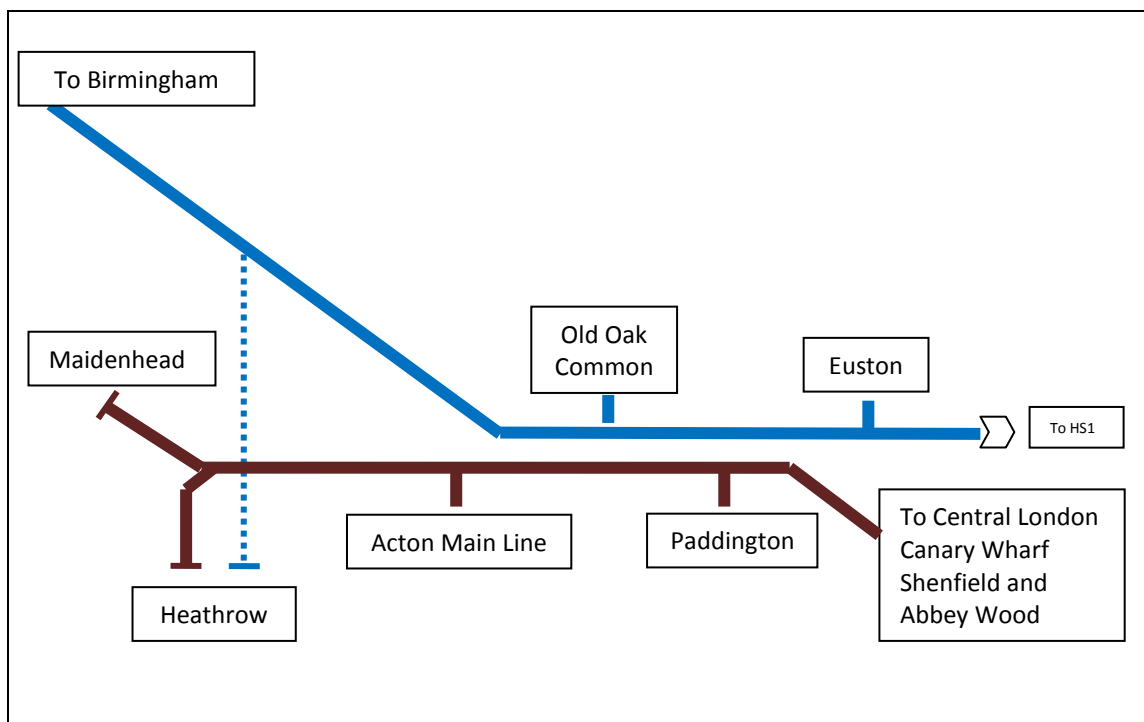 To Birmingham
Old Oak
Common
Euston
Maidenhead
To HS1
Acton Main Line
Paddington
To Central London
Canary Wharf
Shenfield and
Abbey Wood
Heathrow